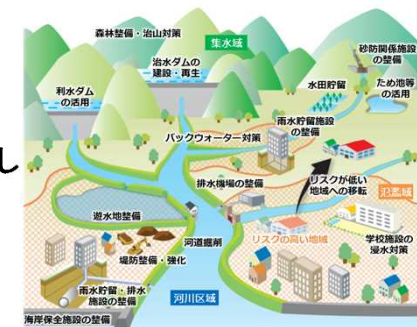 森林整備・治山対策
集水域
砂防関係施設
の整備
治水ダムの
建設・再生
水田貯留
ため池等
の活用
利水ダム
の活用
雨水貯留施設
の整備
バックウォーター対策
し
排水機場の整備
リスクが低い
地域への移転
氾濫域
遊水地整備
リスクの高い地域
河道掘削
学校施設の
浸水対策
堤防整備・強化
雨水貯留・排水
施設の整備
河川区域
海岸保全施設の整備